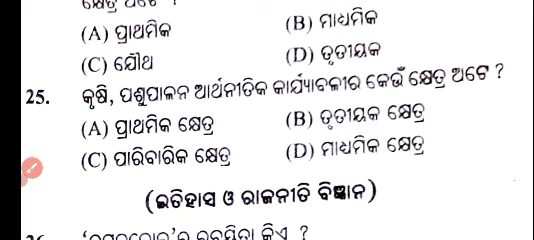 (A) ପ୍ରାଥମିକ (B) ମାଧ୍ୟମିକ
(C) ଯୌଥ (D) ତୃତୀୟକ
25. କୃଷି, ପଶୁପାଳନ ଆର୍ଥନୀତିକ କାର୍ଯ୍ୟାବଳୀର କେଉଁ କ୍ଷେତ୍ର ଅଟେ ?
(A) ପ୍ରାଥମିକ କ୍ଷେତ୍ର (B) ତୃତୀୟକ କ୍ଷେତ୍ର
(C) ପାରିବାରିକ କ୍ଷେତ୍ର (D) ମାଧ୍ୟମିକ କ୍ଷେତ୍ର
(ଇତିହାସ ଓ ରାଜନୀତି ବିଜ୍ଞାନ)